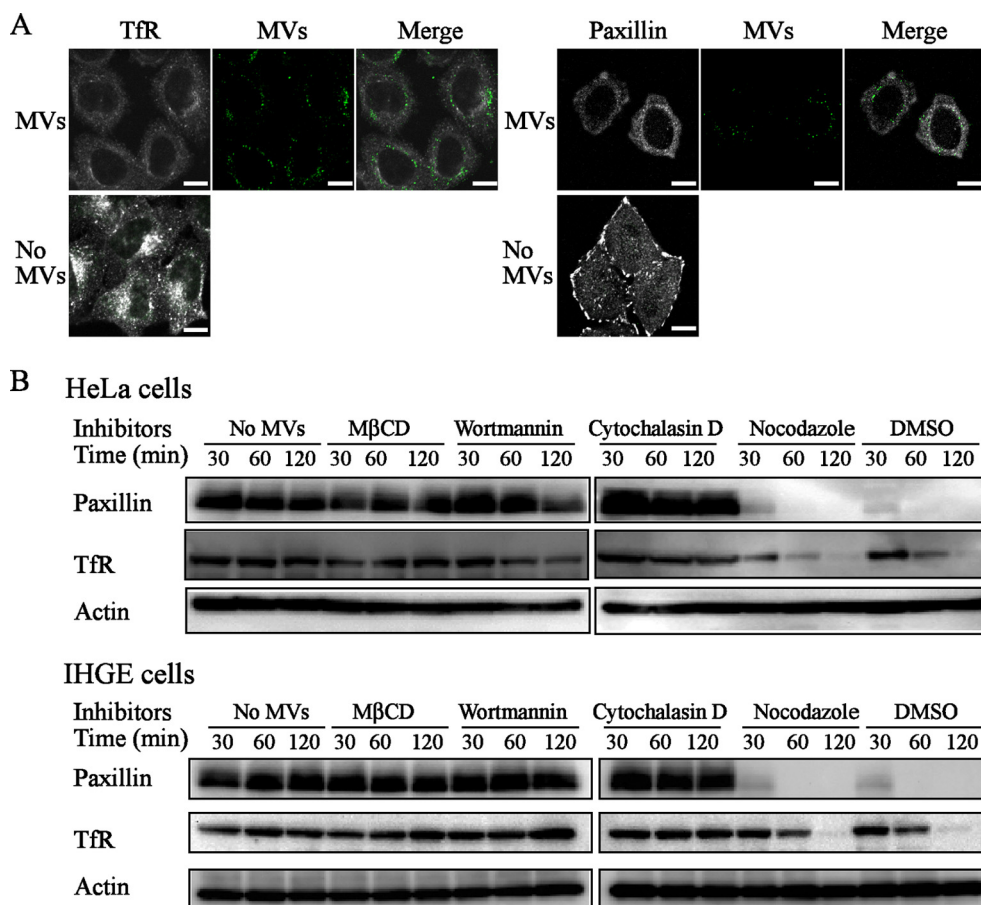 A
TfR MVs Merge Paxillin MVs Merge
MVs MVs
No MVs No MVs
B
HeLa cells
Inhibitors No MVs MβCD Wortmannin Cytochalasin D Nocodazole DMSO
Time (min) 30 60 120 30 60 120 30 60 120 30 60 120 30 60 120 30 60 120
Paxillin
TfR
Actin
IHGE cells
Inhibitors No MVs MβCD Wortmannin Cytochalasin D Nocodazole DMSO
Time (min) 30 60 120 30 60 120 30 60 120 30 60 120 30 60 120 30 60 120
Paxillin
TfR
Actin